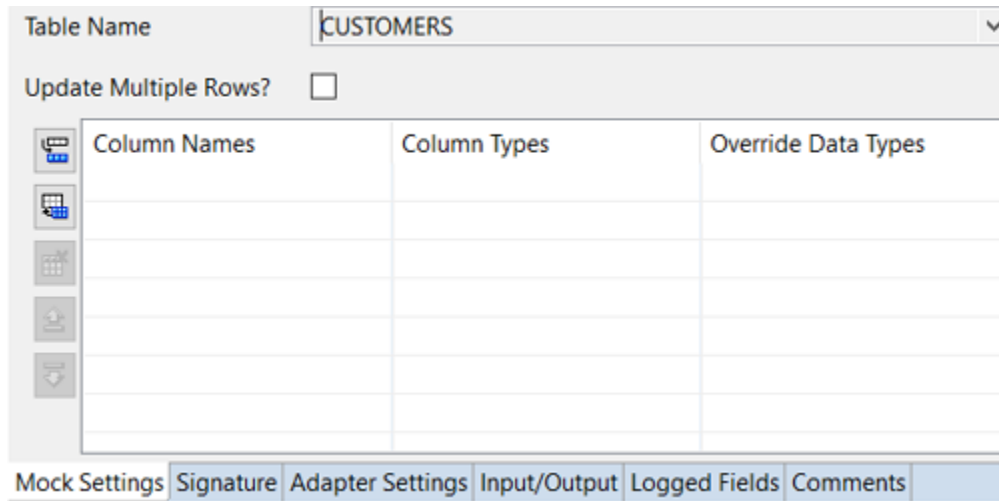 Table Name CUSTOMERS
Update Multiple Rows?
Column Names Column Types Override Data Types
Mock Settings Signature Adapter Settings Input/Output Logged Fields Comments